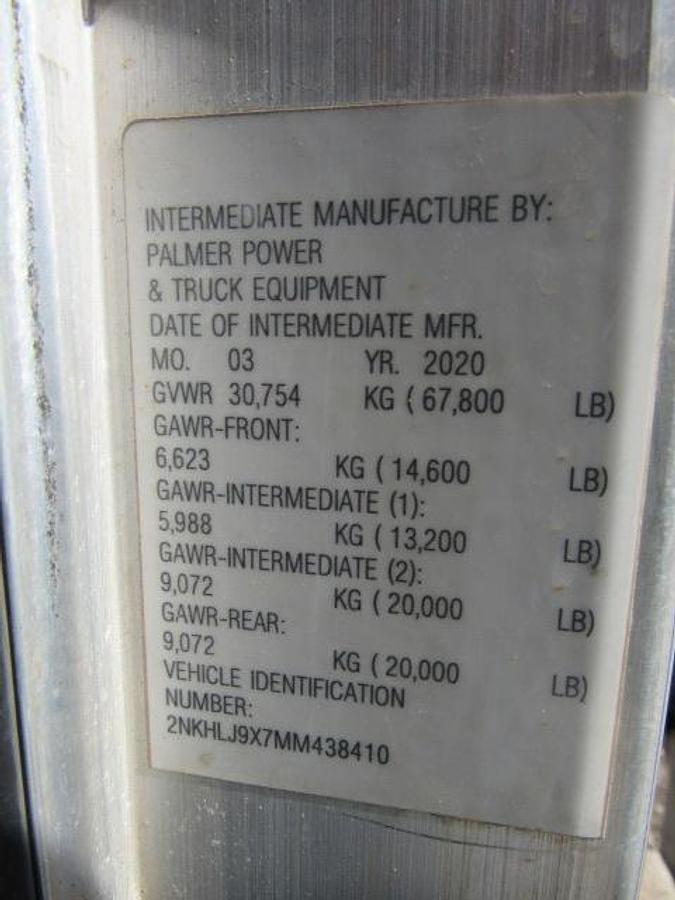 INTERMEDIATE MANUFACTURE BY:
PALMER POWER
& TRUCK EQUIPMENT
DATE OF INTERMEDIATE MFR.
MO. 03 YR. 2020
GVWR 30,754 KG ( 67,800 LB)
GAWR-FRONT:
6,623 KG ( 14,600 LB)
GAWR-INTERMEDIATE (1):
5,988 KG ( 13,200 LB)
GAWR-INTERMEDIATE (2):
9,072 KG ( 20,000 LB)
GAWR-REAR:
9,072 KG ( 20,000 LB)
VEHICLE IDENTIFICATION
NUMBER:
2NKHLJ9X7MM438410